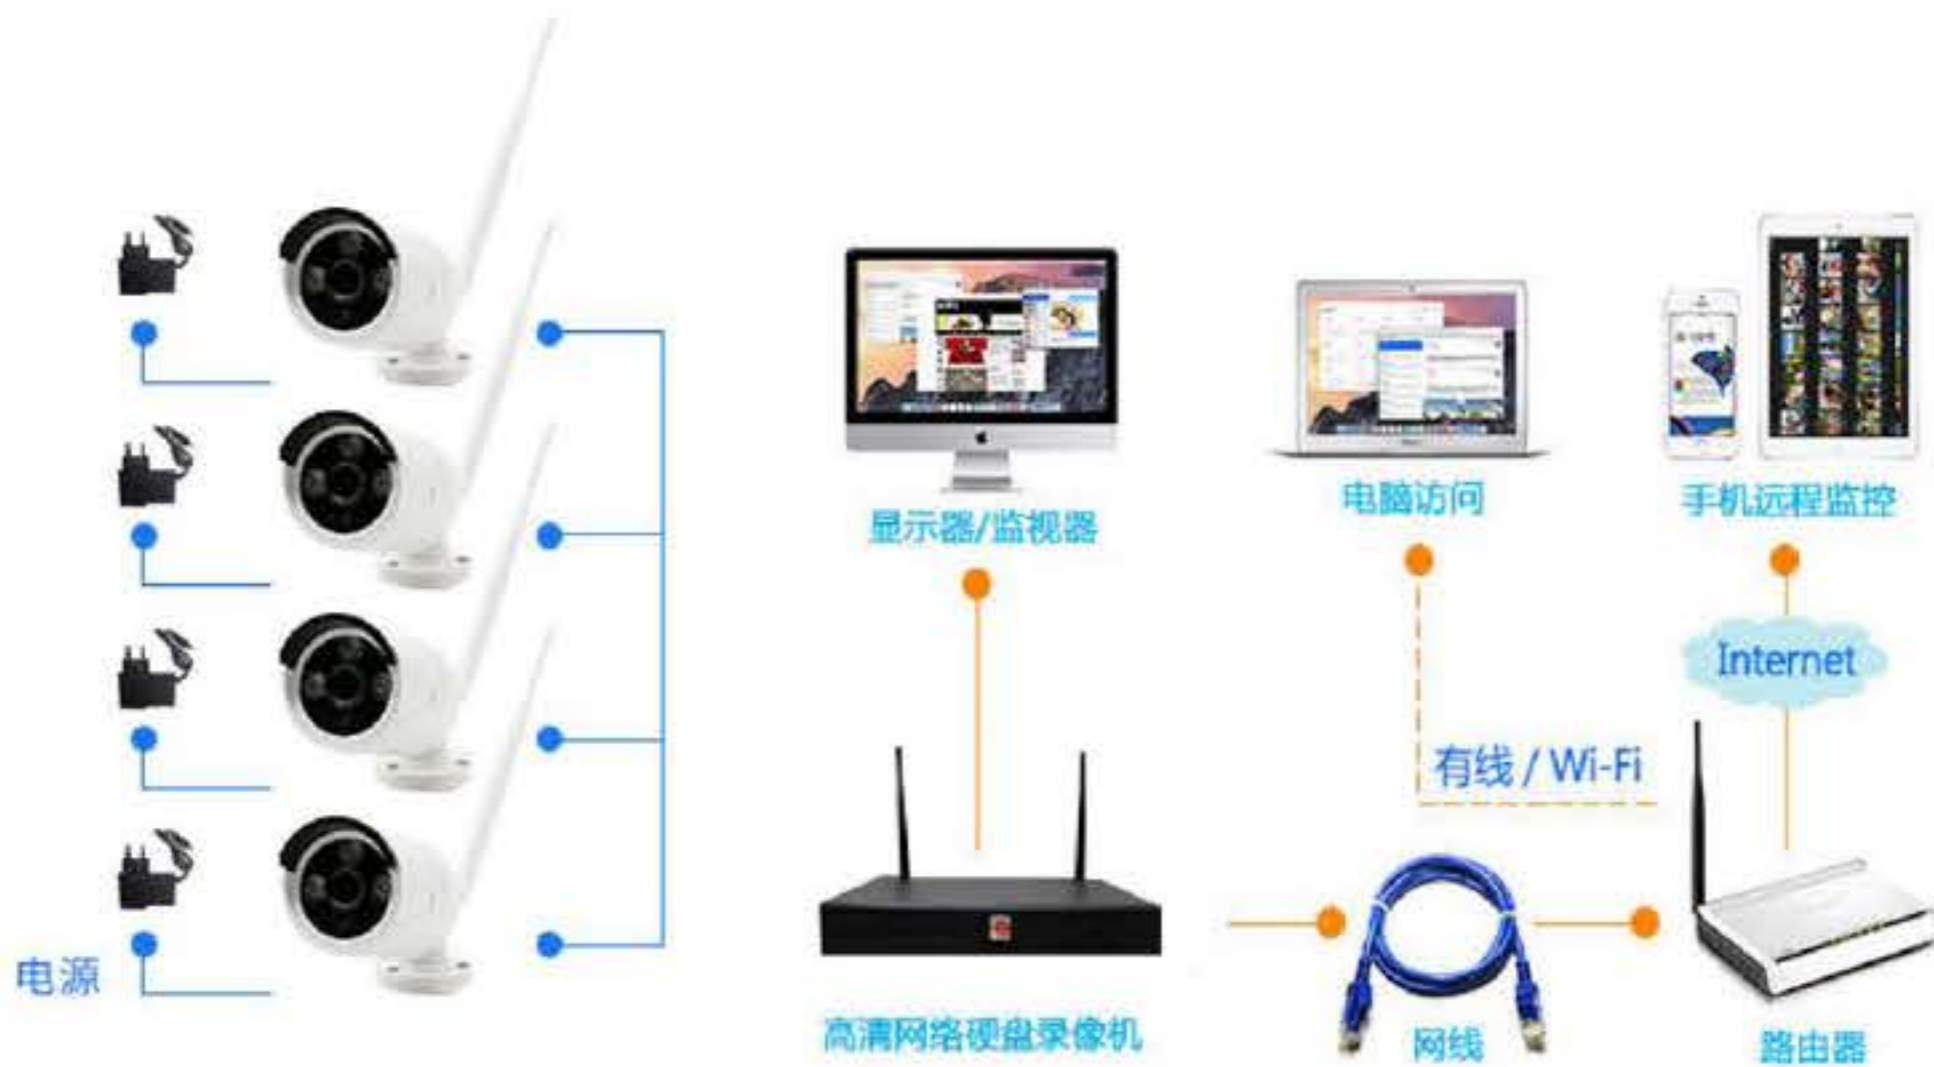 显示器/监视器
电脑访问
手机远程监控
Internet
有线 / Wi-Fi
电源
高清网络硬盘录像机
网线
路由器